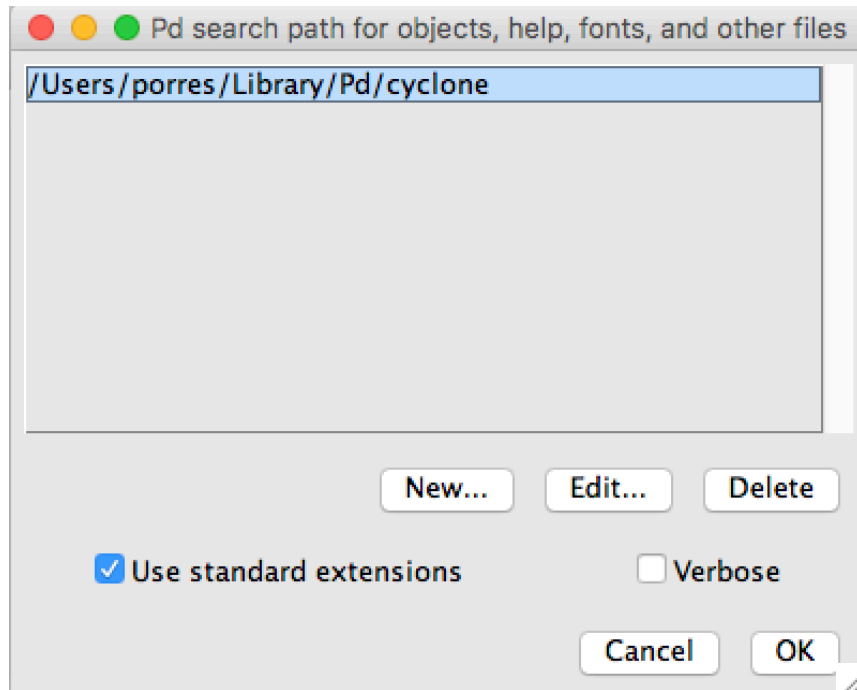 Pd search path for objects, help, fonts, and other files
/Users/porres/Library/Pd/cyclone
New... Edit... Delete
Use standard extensions Verbose
Cancel OK